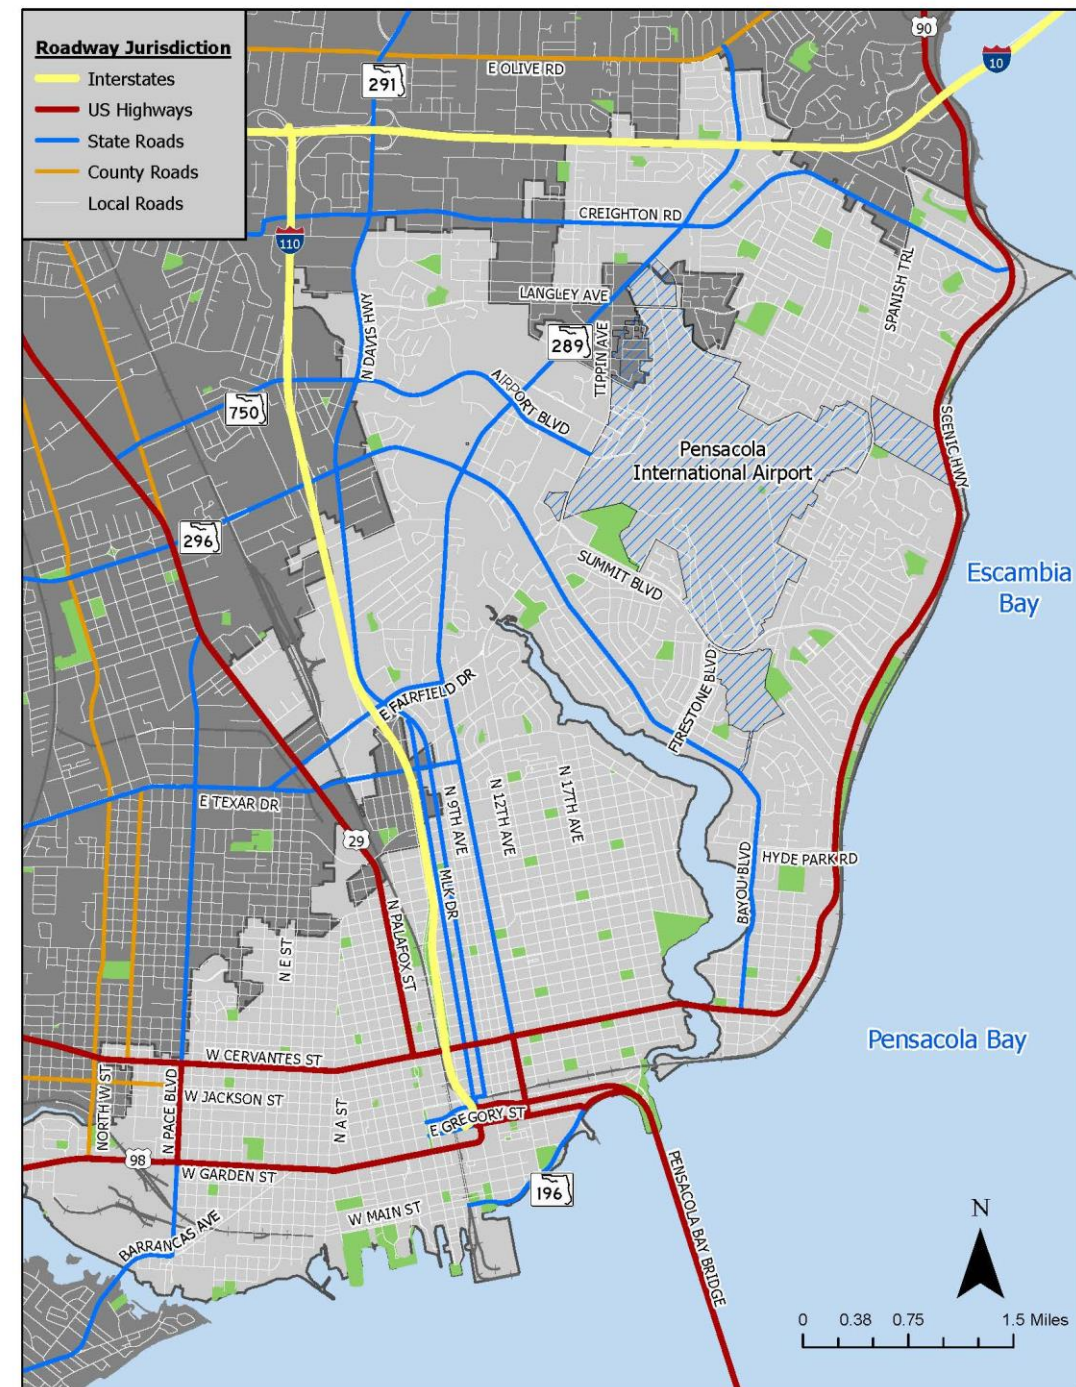 Roadway Jurisdiction
Interstates
US Highways
State Roads
County Roads
Local Roads
90
10
E OLIVE RD
291
CREIGHTON RD
110
SPANISH TRL
LANGLEY AVE
N DAVIS HWY
289
TIPPIN AVE
AIRPORT BLVD
750
SCENIC HWY
Pensacola
International Airport
296
SUMMIT BLVD
Escambia
Bay
E FAIRFIELD DR
FIRESTONE BLVD
E TEXAR DR
N 9TH AVE
N 12TH AVE
N 17TH AVE
29
HYDE PARK RD
MLK DR
BAYOU BLVD
N PALAFOX ST
N E ST
Pensacola Bay
W CERVANTES ST
NORTH W ST
N PACE BLVD
W JACKSON ST
N A ST
E GREGORY ST
98
W GARDEN ST
196
PENSACOLA BAY BRIDGE
W MAIN ST
BARRANCAS AVE
N
0 0.38 0.75 1.5 Miles